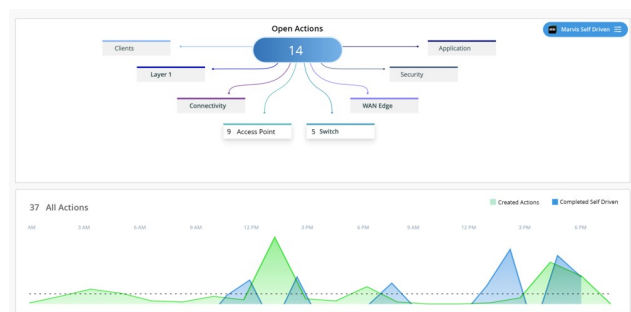 Open Actions
14
Marvis Self Driven
Clients
Application
Layer 1
Security
Connectivity
WAN Edge
9 Access Point
5 Switch
37 All Actions
Created Actions
Completed Self Driven
AM 3 AM 6 AM 9 AM 12 PM 3 PM 6 PM 9 AM 12 PM 3 PM 6 PM